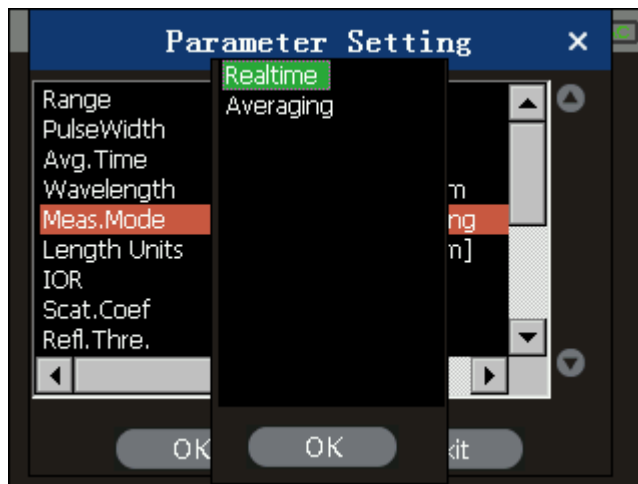 Parameter Setting
Realtime
Averaging
Range
PulseWidth
Avg.Time
Wavelength m
Meas.Mode ng
Length Units m]
IOR
Scat.Coef
Refl.Thre.
OK
OK
xit